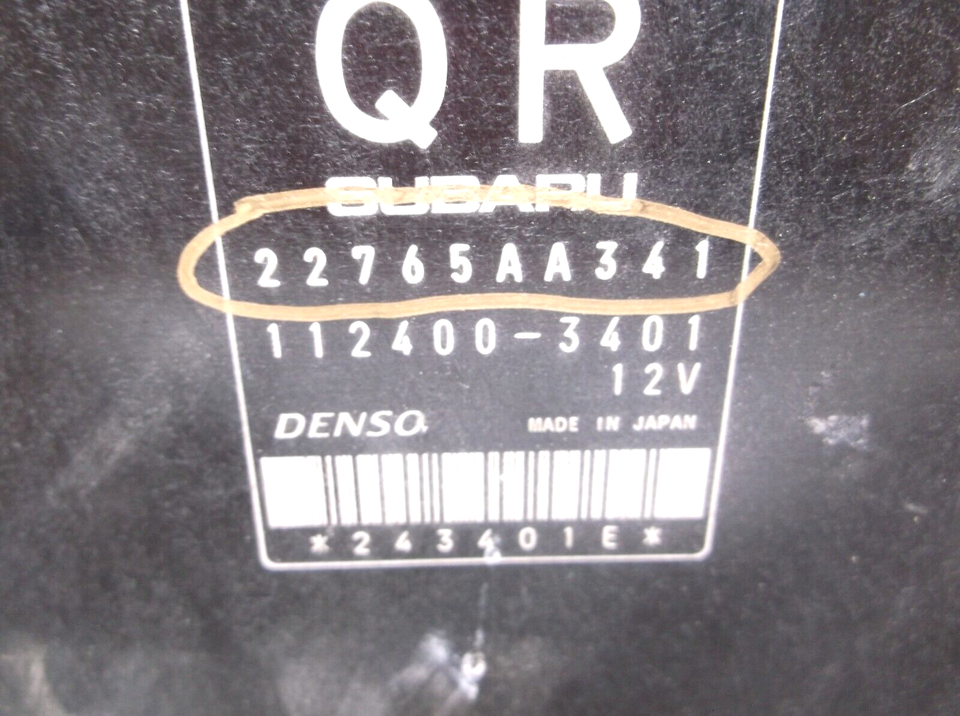 QR
SUBARU
22765AA341
112400-3401
12V
DENSO
MADE IN JAPAN
*243401E*